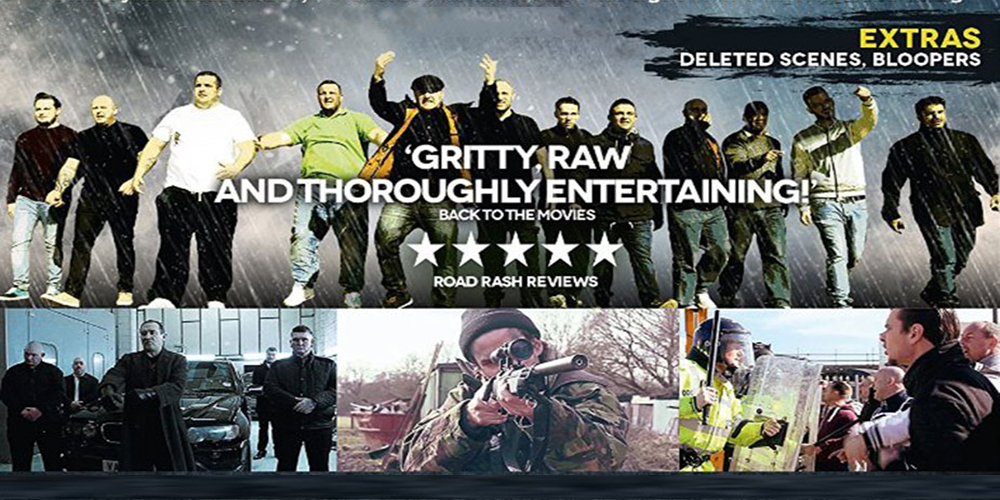 EXTRAS
DELETED SCENES, BLOOPERS
‘GRITTY, RAW
AND THOROUGHLY ENTERTAINING!’
BACK TO THE MOVIES
★★★★★
ROAD RASH REVIEWS